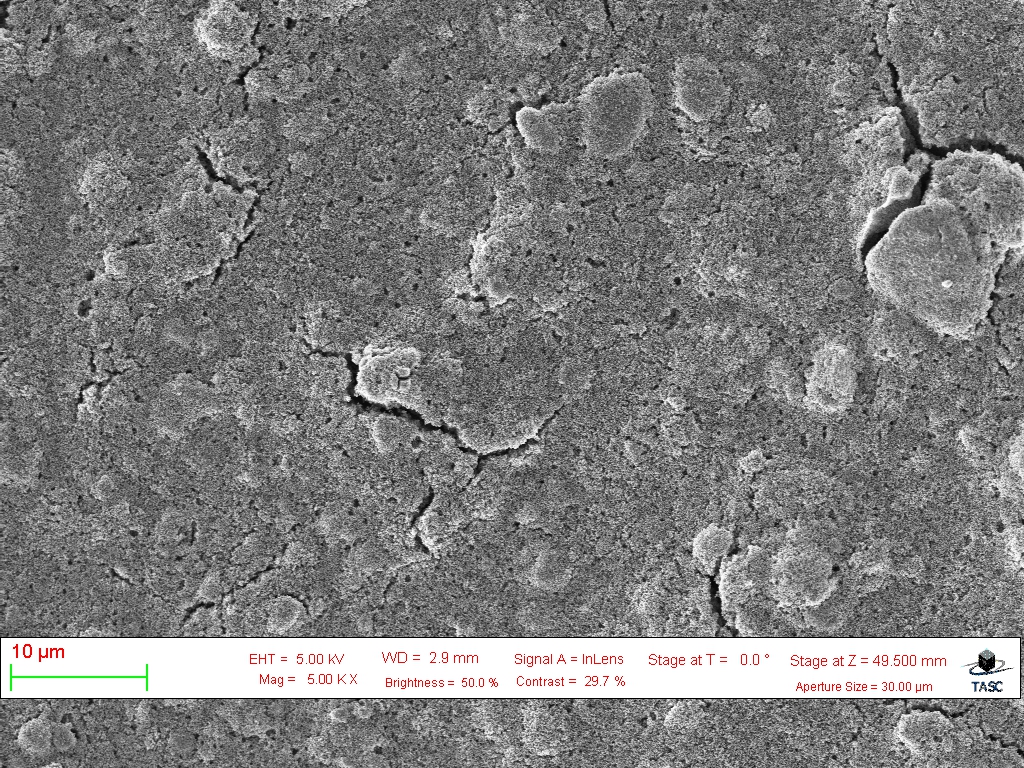 10 µm
EHT = 5.00 kV WD = 2.9 mm Signal A = InLens Stage at T = 0.0 ° Stage at Z = 49.500 mm
Mag = 5.00 K X Brightness = 50.0 % Contrast = 29.7 % Aperture Size = 30.00 µm
TASC